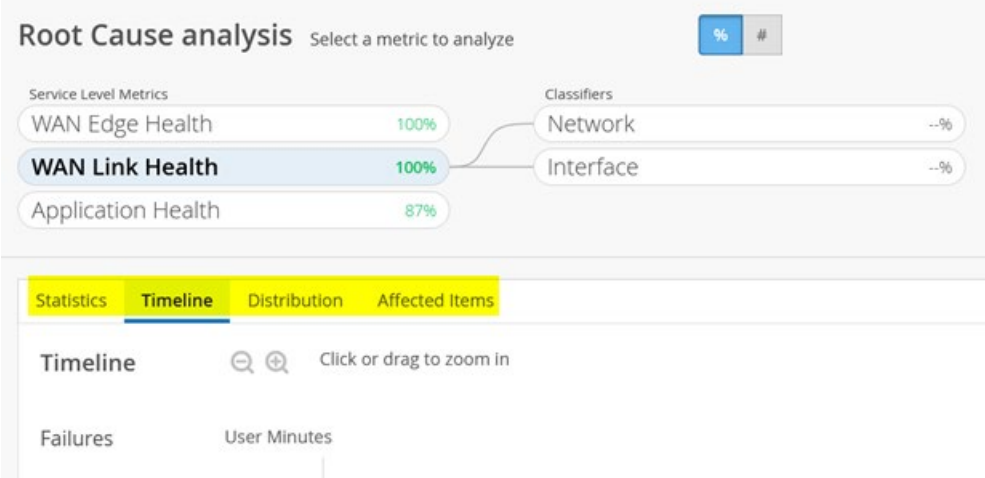 Root Cause analysis Select a metric to analyze % #
Service Level Metrics Classifiers
WAN Edge Health 100% Network --%
WAN Link Health 100% Interface --%
Application Health 87%
Statistics Timeline Distribution Affected Items
Timeline Click or drag to zoom in
Failures User Minutes